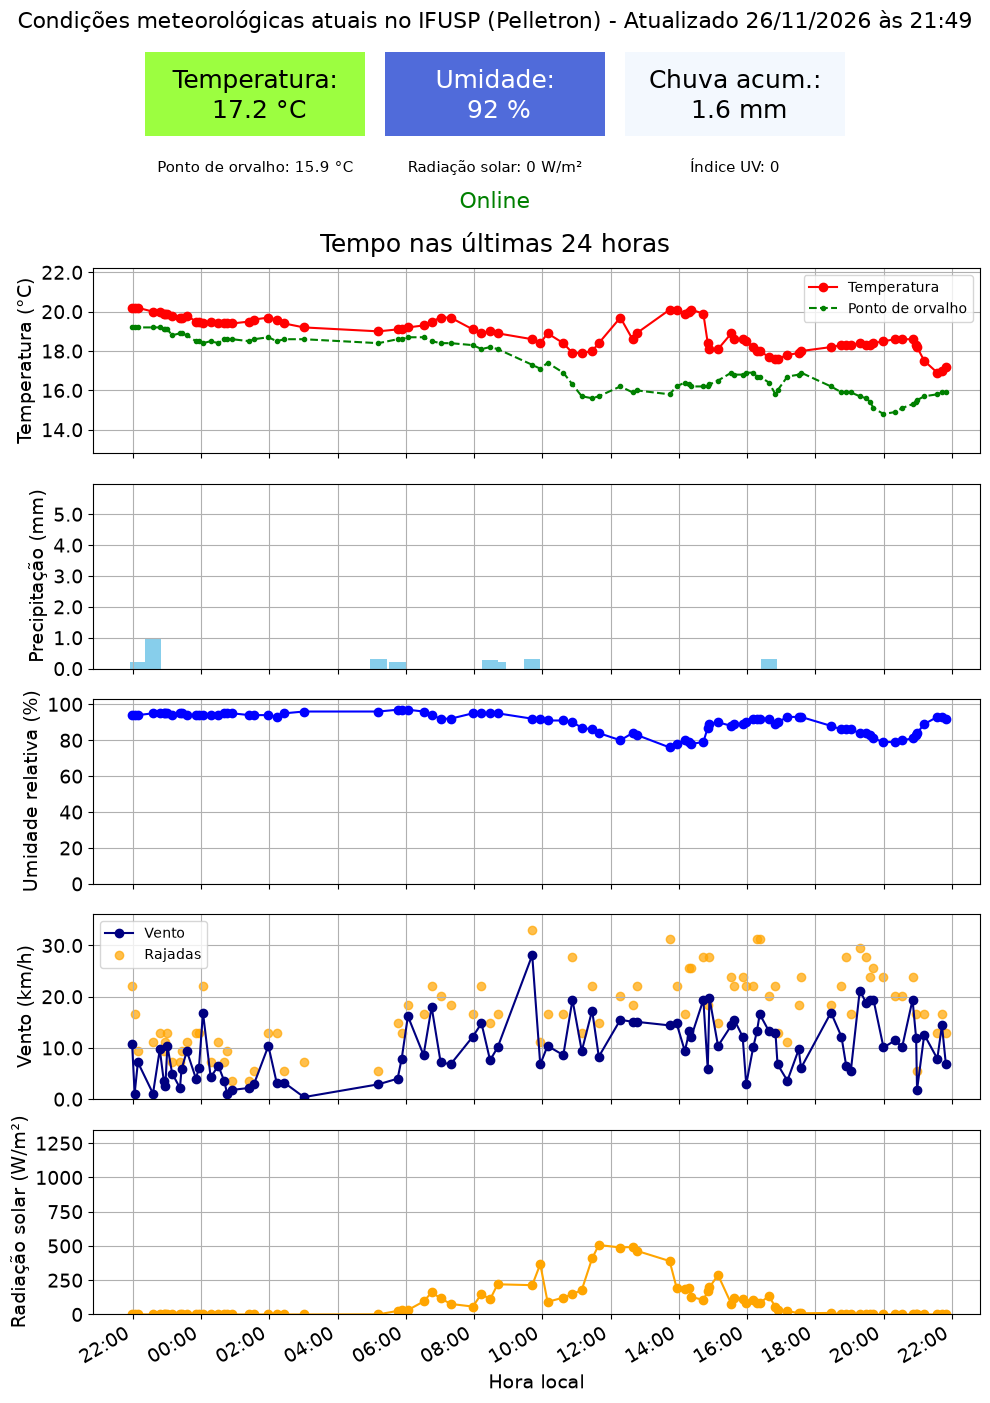 Condições meteorológicas atuais no IFUSP (Pelletron) - Atualizado 26/11/2026 às 21:49
Temperatura:
17.2 °C
Umidade:
92 %
Chuva acum.:
1.6 mm
Ponto de orvalho: 15.9 °C
Radiação solar: 0 W/m²
Índice UV: 0
Online
Tempo nas últimas 24 horas
Temperatura (°C)
22.0
20.0
18.0
16.0
14.0
Temperatura
Ponto de orvalho
Precipitação (mm)
5.0
4.0
3.0
2.0
1.0
0.0
Umidade relativa (%)
100
80
60
40
20
0
Vento (km/h)
30.0
20.0
10.0
0.0
Vento
Rajadas
Radiação solar (W/m²)
1250
1000
750
500
250
0
22:00
00:00
02:00
04:00
06:00
08:00
10:00
12:00
14:00
16:00
18:00
20:00
22:00
Hora local